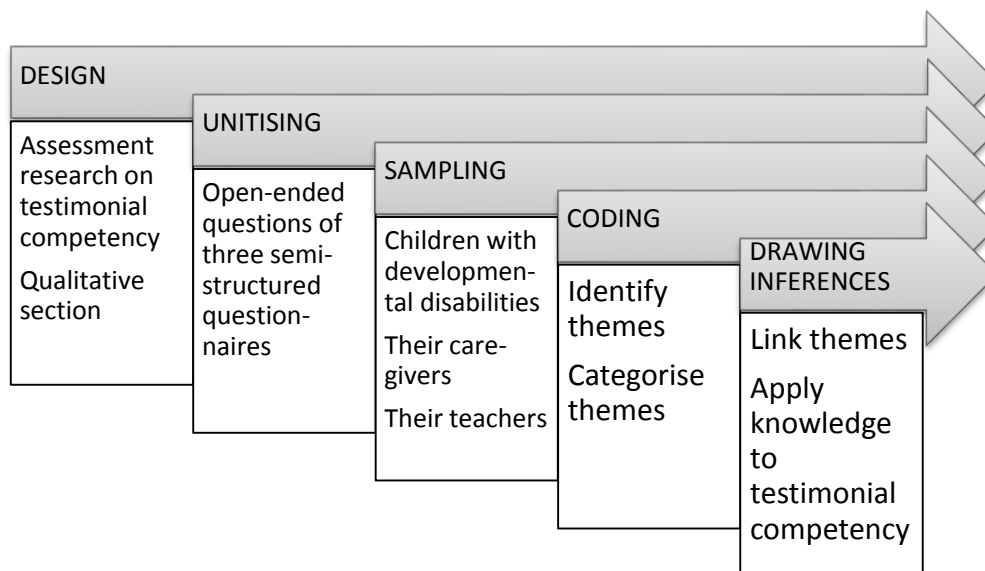 DESIGN
Assessment
research on
testimonial
competency
Qualitative
section
UNITISING
Open-ended
questions of
three semi-
structured
question-
naires
SAMPLING
Children with
developmen-
tal disabilities
Their care-
givers
Their teachers
CODING
Identify
themes
Categorise
themes
DRAWING
INFERENCES
Link themes
Apply
knowledge
to
testimonial
competency